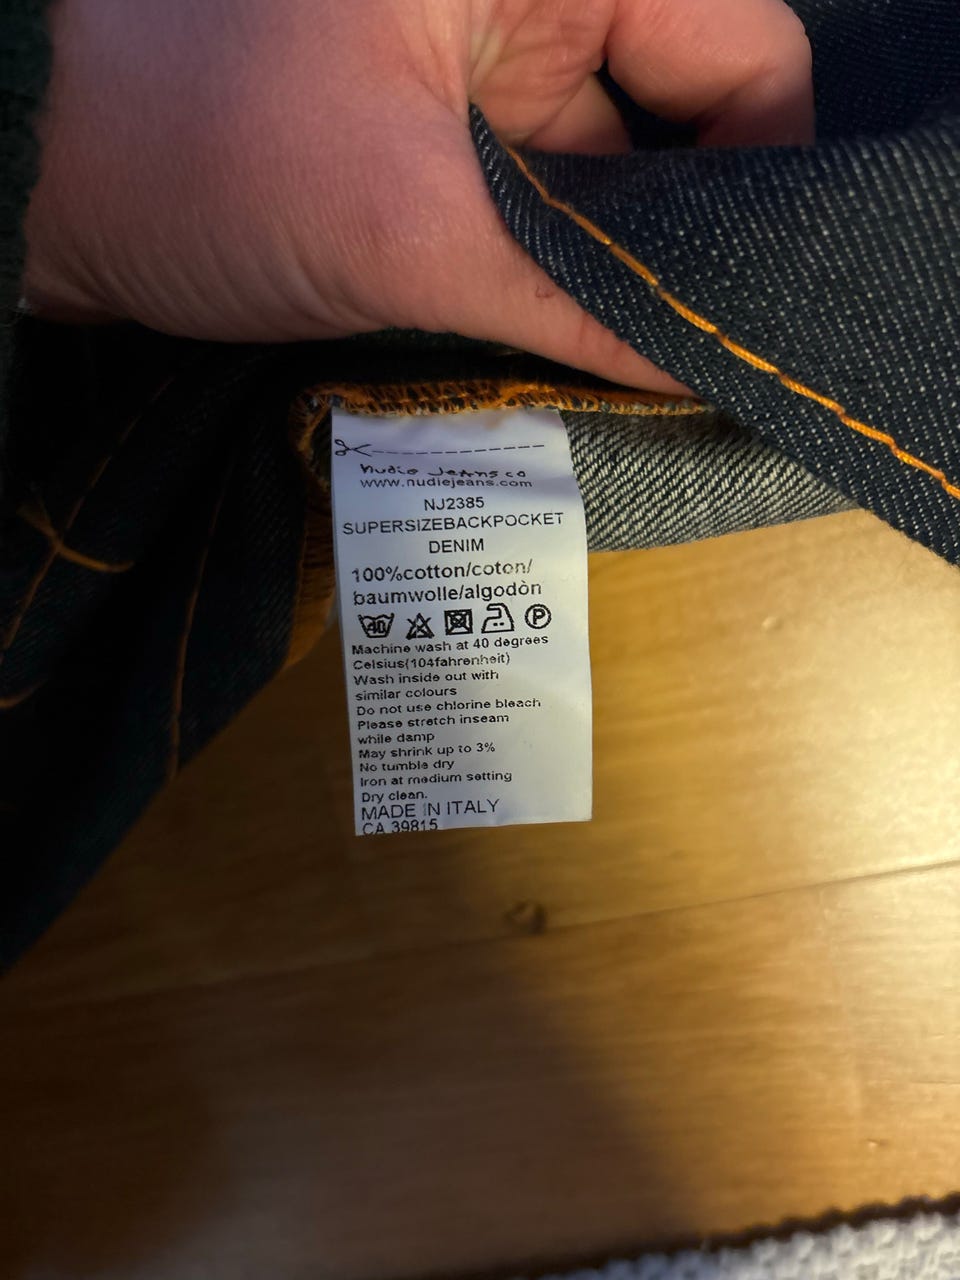 nudie jeans co
www.nudiejeans.com
NJ2385
SUPERSIZEBACKPOCKET
DENIM
100%cotton/coton/
baumwolle/algodòn
40 P
Machine wash at 40 degrees
Celsius(104fahrenheit)
Wash inside out with
similar colours
Do not use chlorine bleach
Please stretch inseam
while damp
May shrink up to 3%
No tumble dry
Iron at medium setting
Dry clean.
MADE IN ITALY
CA 39815